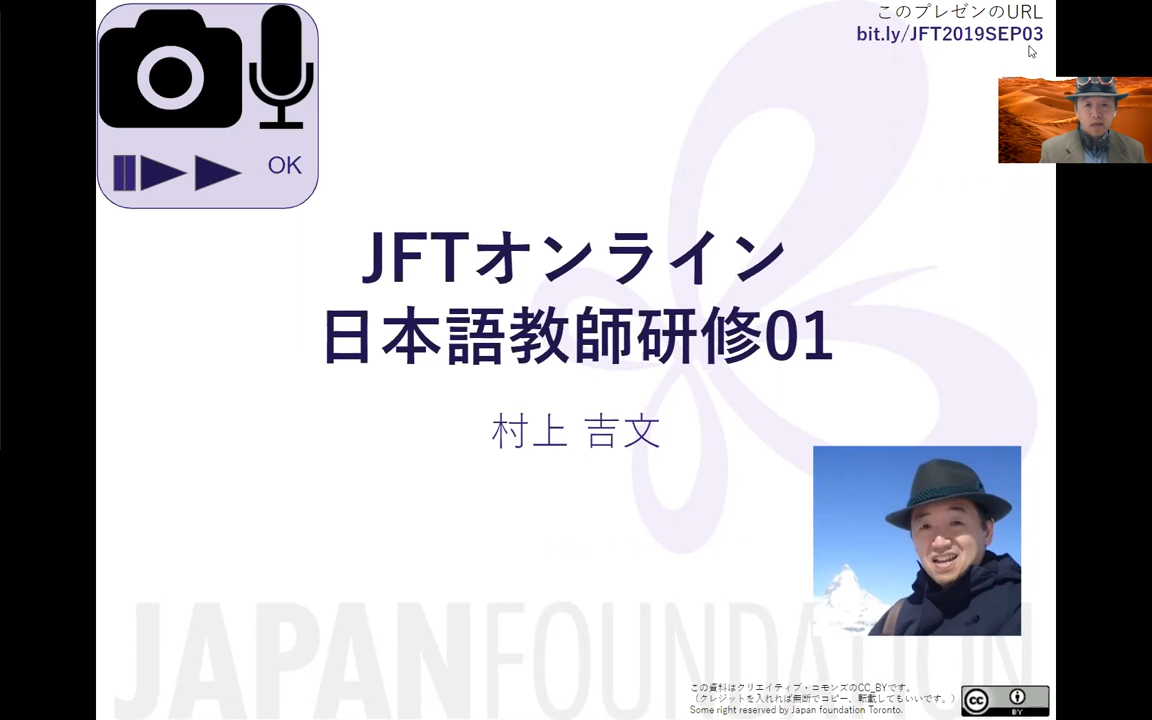 このプレゼンのURL
bit.ly/JFT2019SEP03
OK
JFTオンライン
日本語教師研修01
村上 吉文
JAPANFOUNDATION
この資料はクリエイティブ・コモンズのCC_BYです。
（クレジットを入れれば無断でコピー、転載してもいいです。）
Some right reserved by Japan foundation Toronto.
cc
BY